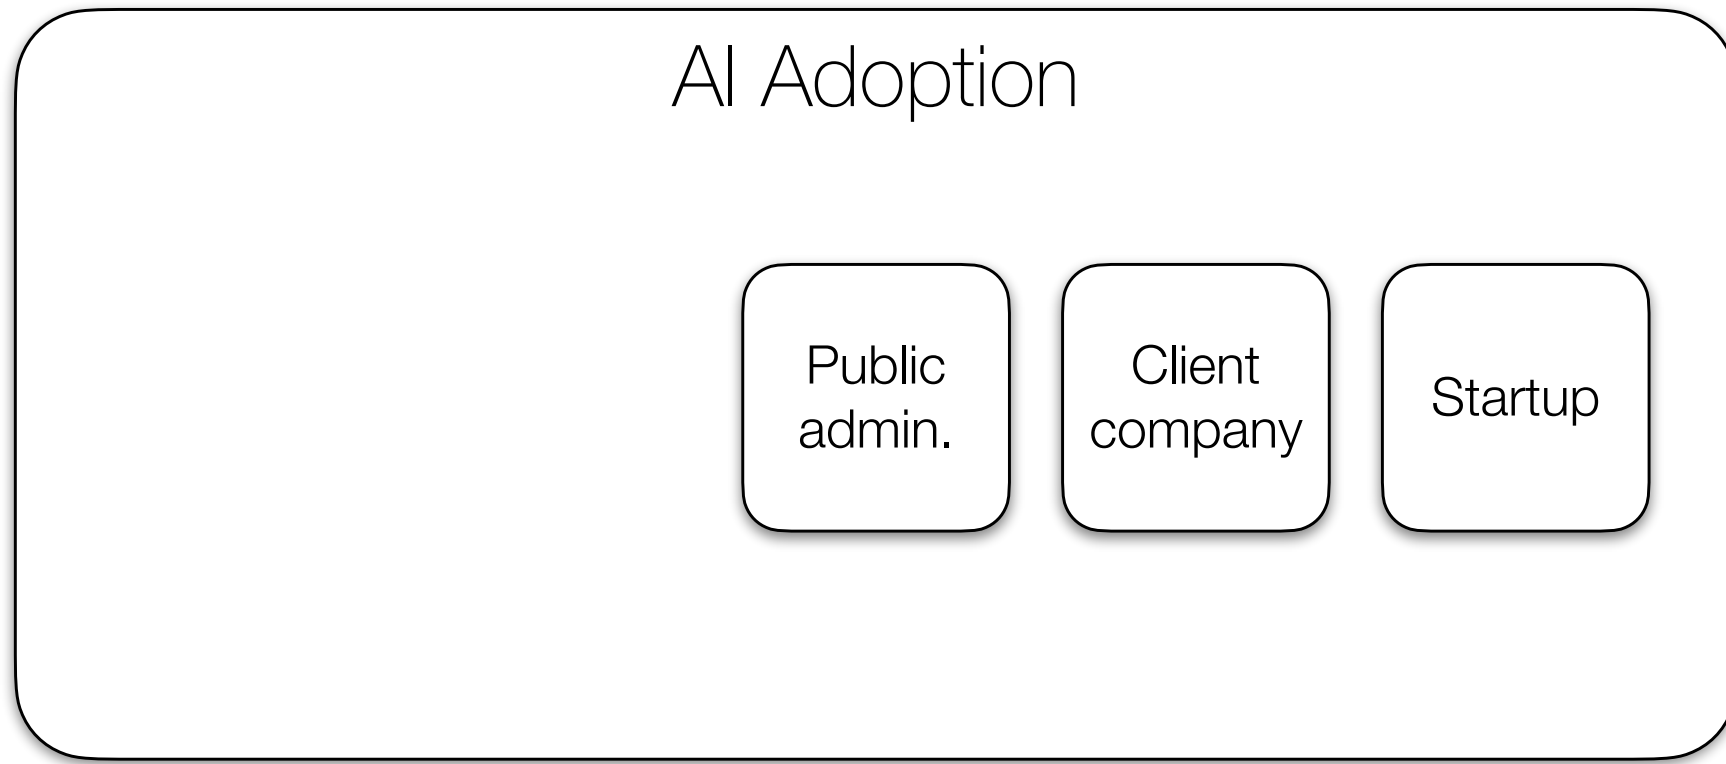 AI Adoption
Public
admin.
Client
company
Startup